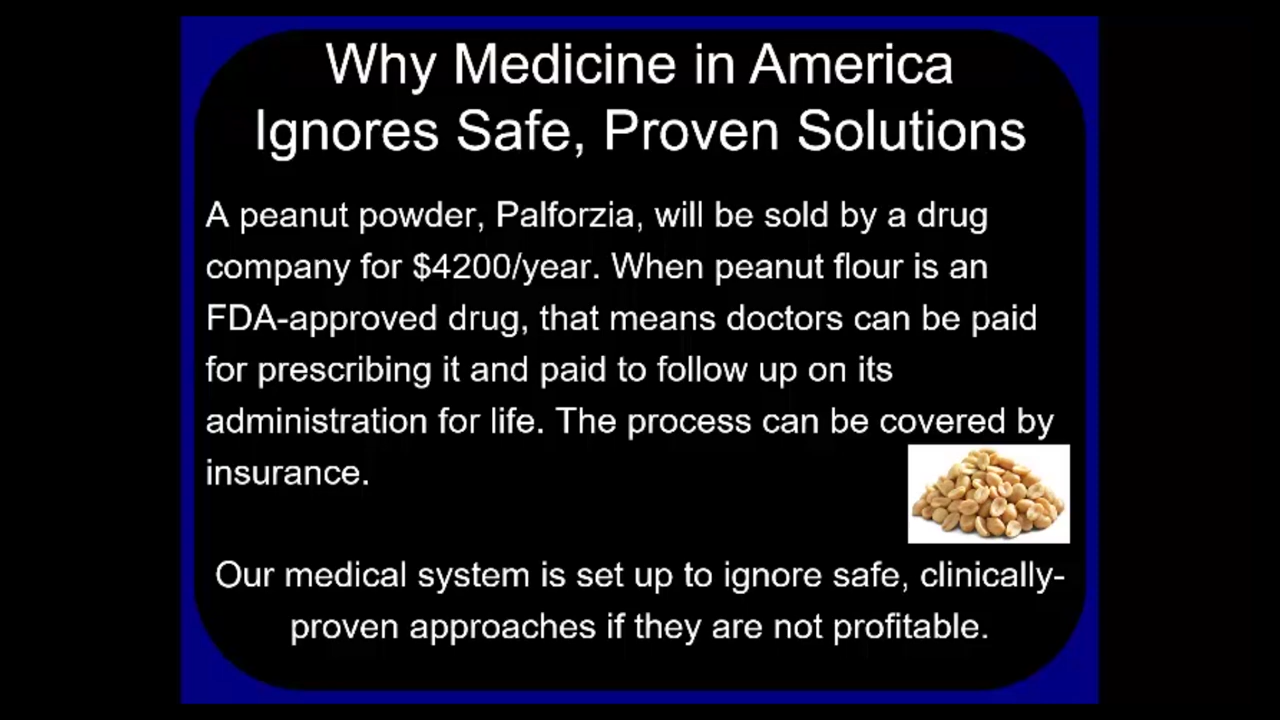 Why Medicine in America
Ignores Safe, Proven Solutions
A peanut powder, Palforzia, will be sold by a drug
company for $4200/year. When peanut flour is an
FDA-approved drug, that means doctors can be paid
for prescribing it and paid to follow up on its
administration for life. The process can be covered by
insurance.
Our medical system is set up to ignore safe, clinically-
proven approaches if they are not profitable.